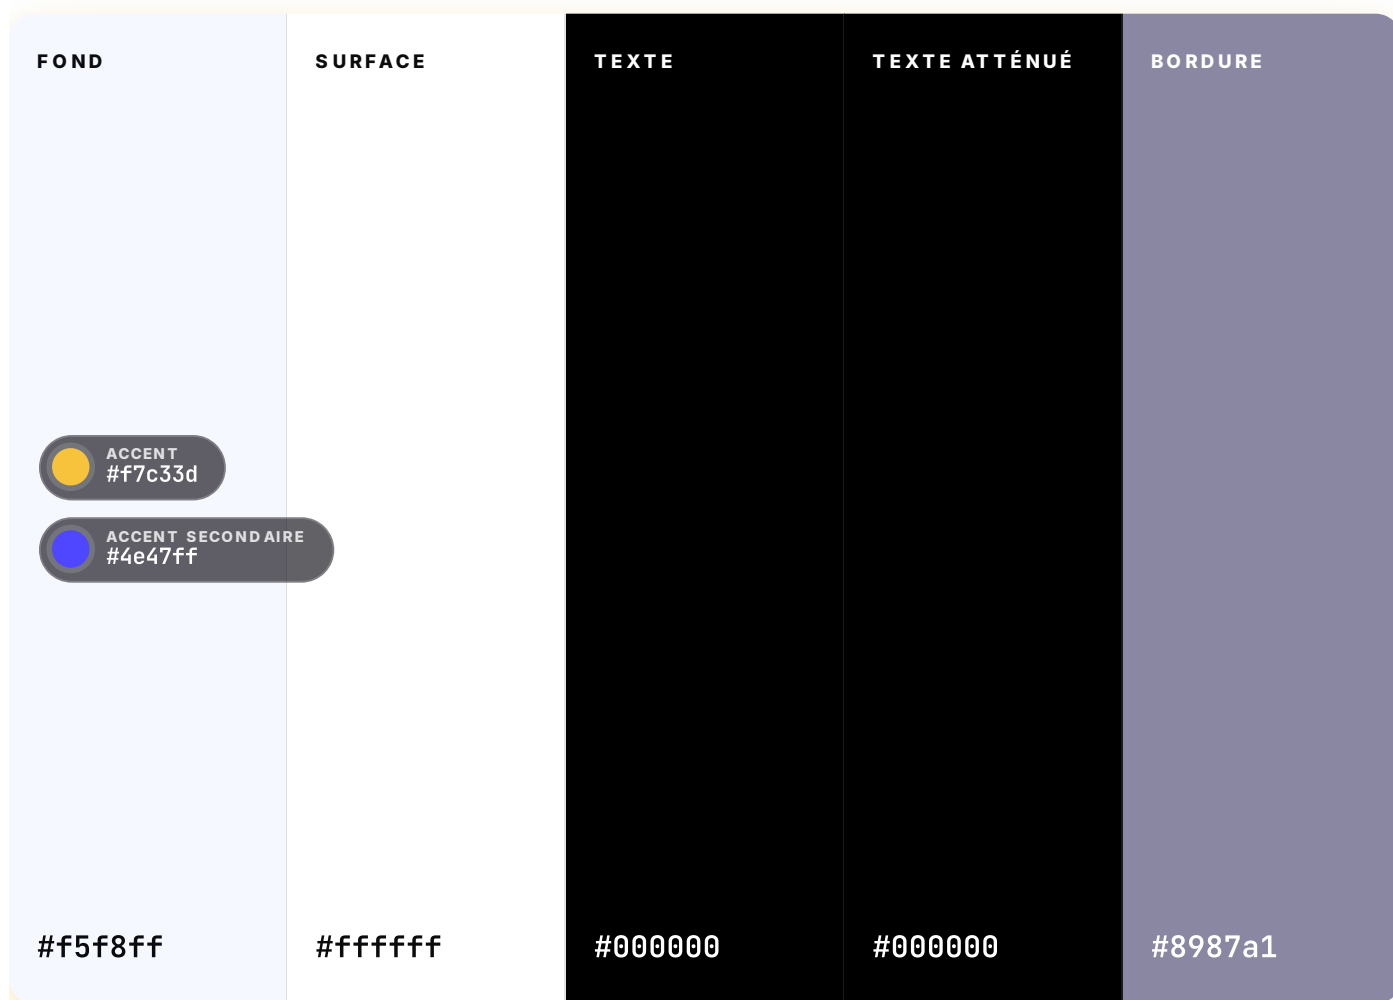 FOND
SURFACE
TEXTE
TEXTE ATTÉNUÉ
BORDURE
ACCENT
#f7c33d
ACCENT SECONDAIRE
#4e47ff
#f5f8ff
#ffffff
#000000
#000000
#8987a1